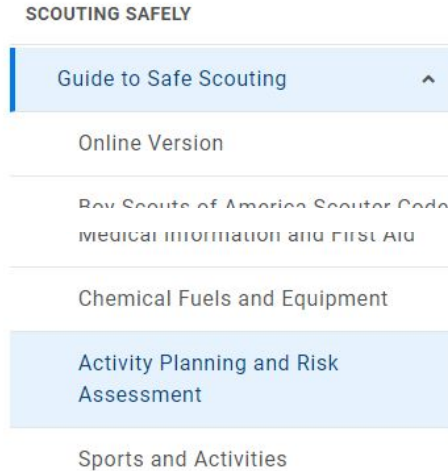 SCOUTING SAFELY
Guide to Safe Scouting
Online Version
Boy Scouts of America Scouter Code
Medical Information and First Aid
Chemical Fuels and Equipment
Activity Planning and Risk
Assessment
Sports and Activities